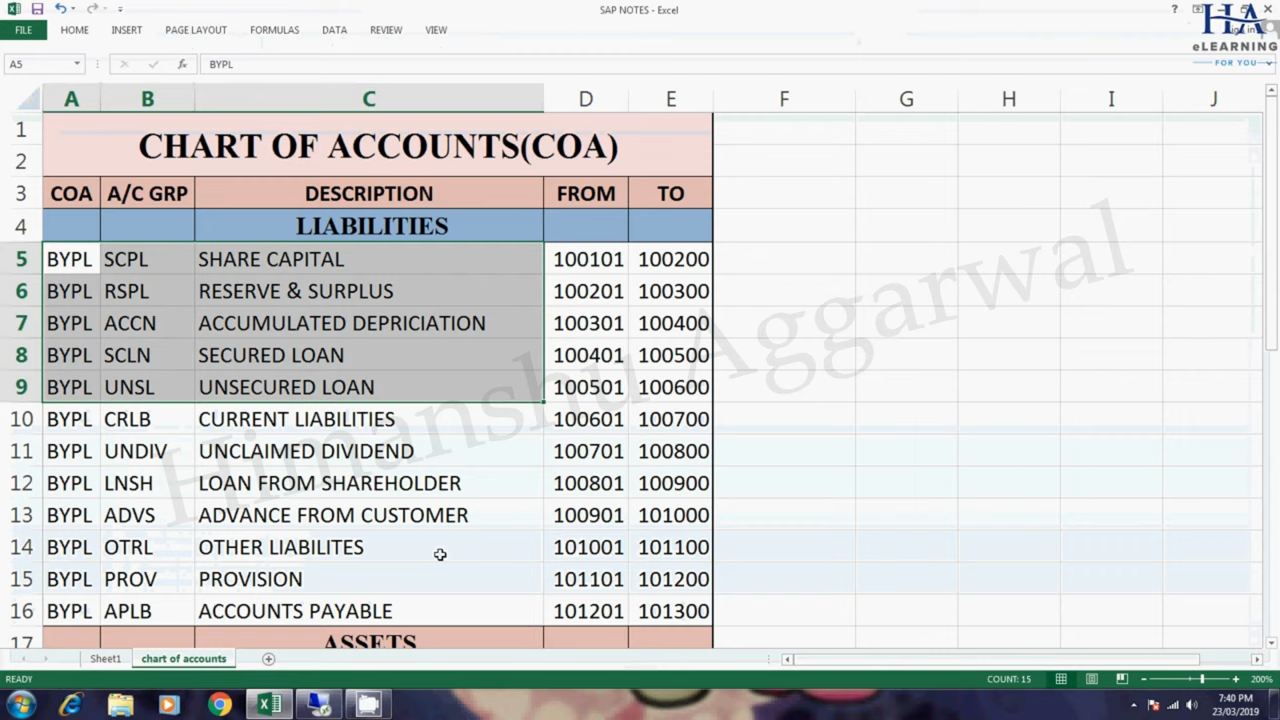 SAP NOTES - Excel
?
HA
eLEARNING
FOR YOU
FILE HOME INSERT PAGE LAYOUT FORMULAS DATA REVIEW VIEW
A5 fx BYPL
A B C D E F G H I J
1
CHART OF ACCOUNTS(COA)
2
3 COA A/C GRP DESCRIPTION FROM TO
4 LIABILITIES
5 BYPL SCPL SHARE CAPITAL 100101 100200
6 BYPL RSPL RESERVE & SURPLUS 100201 100300
7 BYPL ACCN ACCUMULATED DEPRICIATION 100301 100400
8 BYPL SCLN SECURED LOAN 100401 100500
9 BYPL UNSL UNSECURED LOAN 100501 100600
10 BYPL CRLB CURRENT LIABILITIES 100601 100700
11 BYPL UNDIV UNCLAIMED DIVIDEND 100701 100800
12 BYPL LNSH LOAN FROM SHAREHOLDER 100801 100900
13 BYPL ADVS ADVANCE FROM CUSTOMER 100901 101000
14 BYPL OTRL OTHER LIABILITES 101001 101100
15 BYPL PROV PROVISION 101101 101200
16 BYPL APLB ACCOUNTS PAYABLE 101201 101300
17 ASSETS
Himanshu Aggarwal
Sheet1 chart of accounts
READY COUNT: 15 200%
7:40 PM
23/03/2019